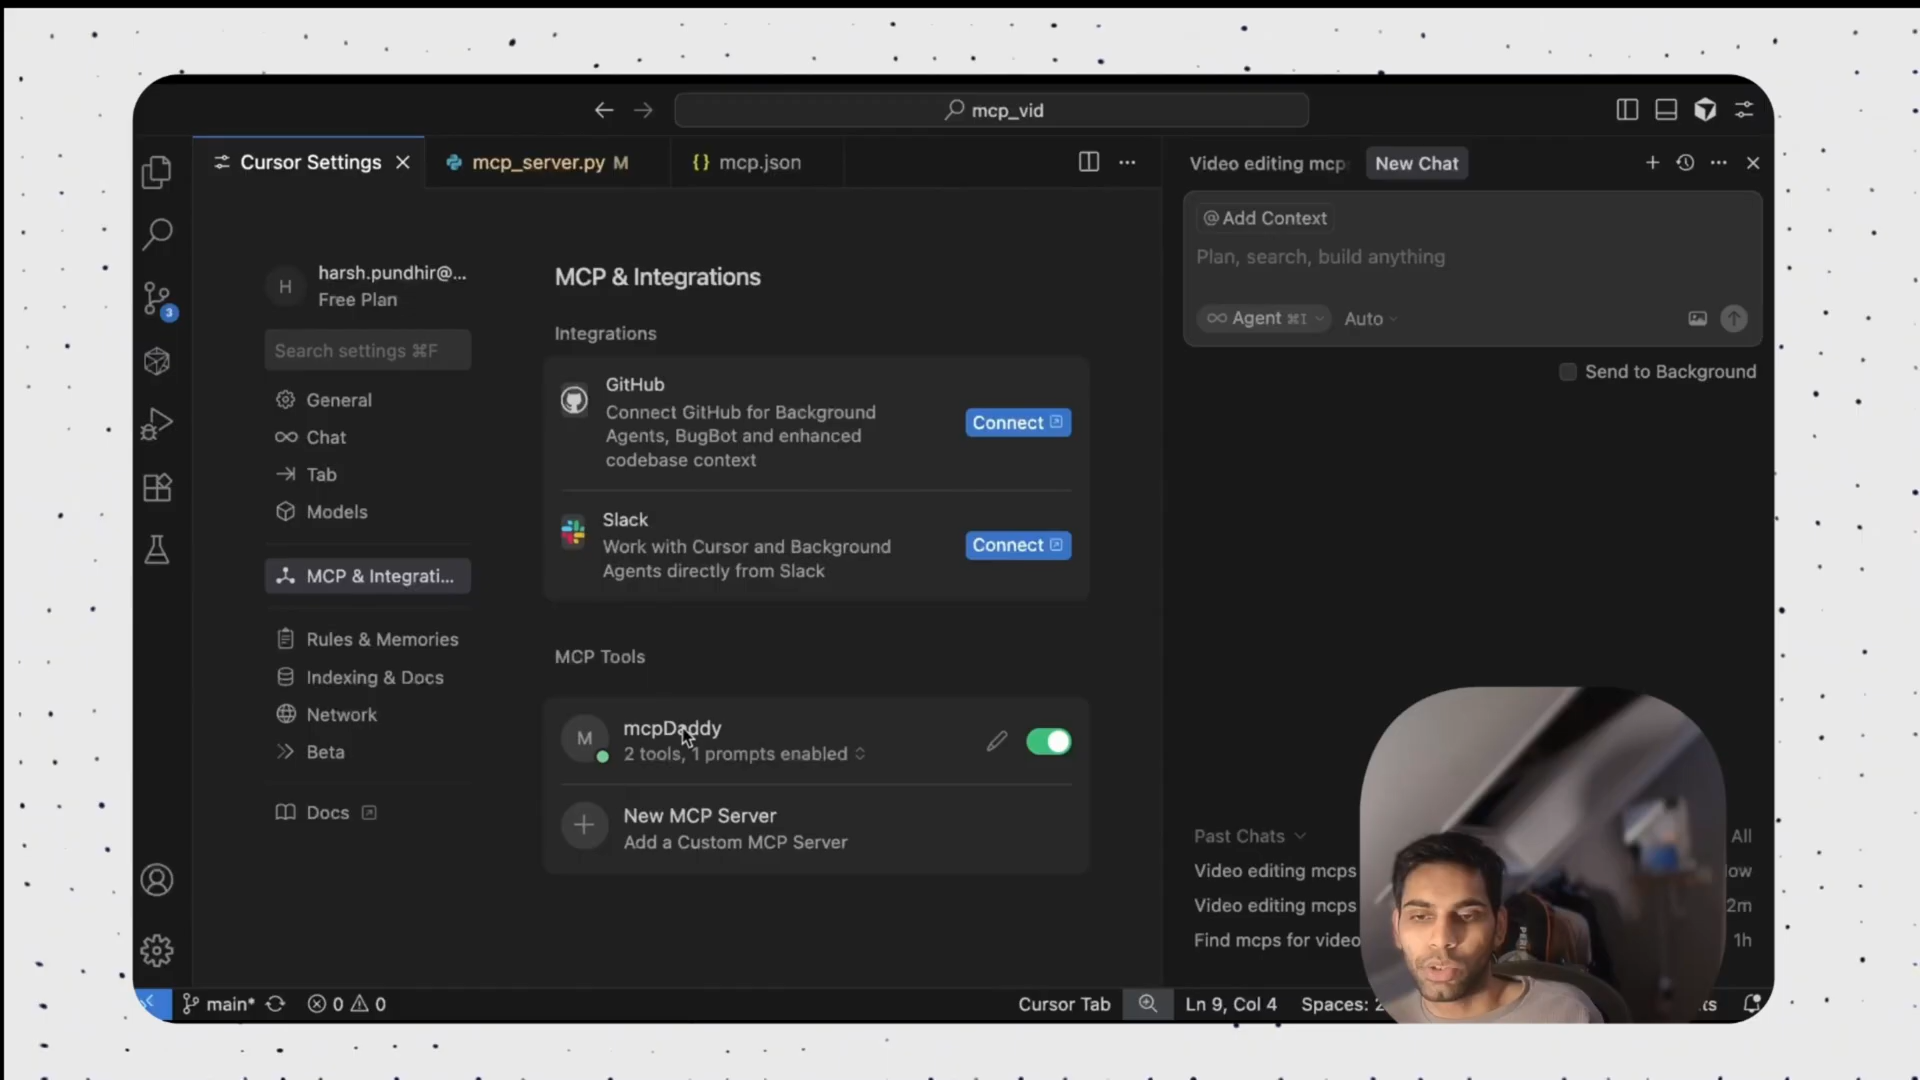 mcp_vid
Cursor Settings
mcp_server.py M
{} mcp.json
Video editing mcp
New Chat
@ Add Context
Plan, search, build anything
Agent ⌘I
Auto
Send to Background
H
harsh.pundhir@...
Free Plan
Search settings ⌘F
General
Chat
Tab
Models
MCP & Integrati...
Rules & Memories
Indexing & Docs
Network
Beta
Docs
3
MCP & Integrations
Integrations
GitHub
Connect GitHub for Background
Agents, BugBot and enhanced
codebase context
Connect
Slack
Work with Cursor and Background
Agents directly from Slack
Connect
MCP Tools
M
mcpDaddy
2 tools, 1 prompts enabled
New MCP Server
Add a Custom MCP Server
Past Chats
All
Video editing mcps
Video editing mcps
2m
Find mcps for video
1h
main*
0
0
Cursor Tab
Ln 9, Col 4
Spaces: